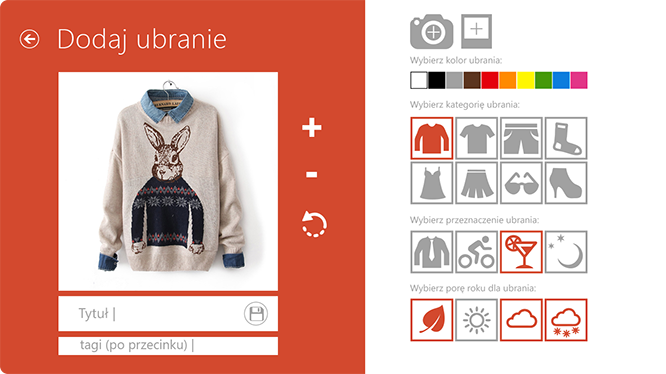 Dodaj ubranie
Tytuł |
tagi (po przecinku) |
Wybierz kolor ubrania:
Wybierz kategorię ubrania:
Wybierz przeznaczenie ubrania:
Wybierz porę roku dla ubrania: